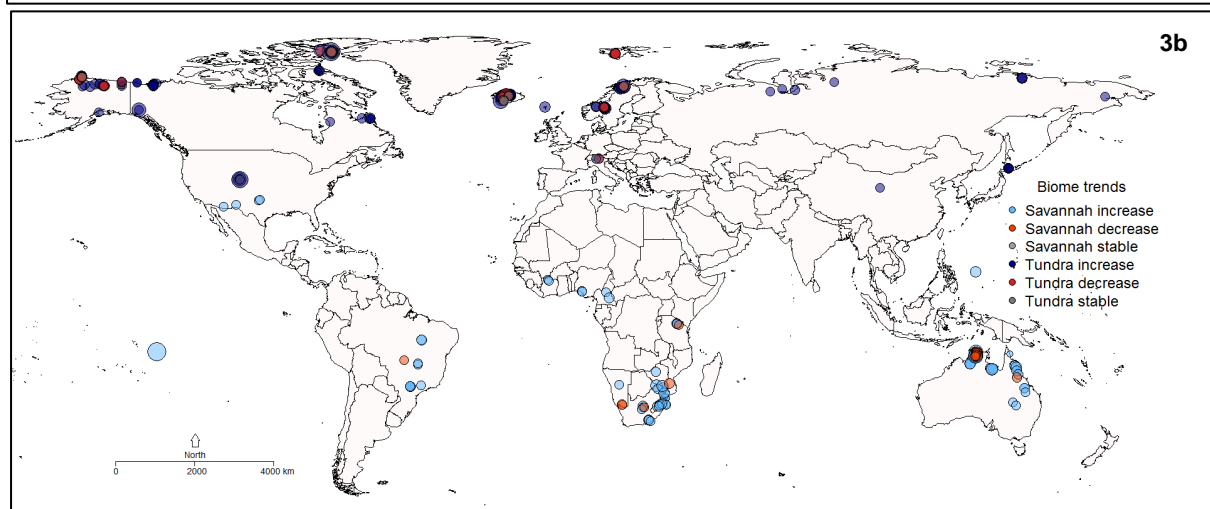 3b
Biome trends
Savannah increase
Savannah decrease
Savannah stable
Tundra increase
Tundra decrease
Tundra stable
North
0 2000 4000 km